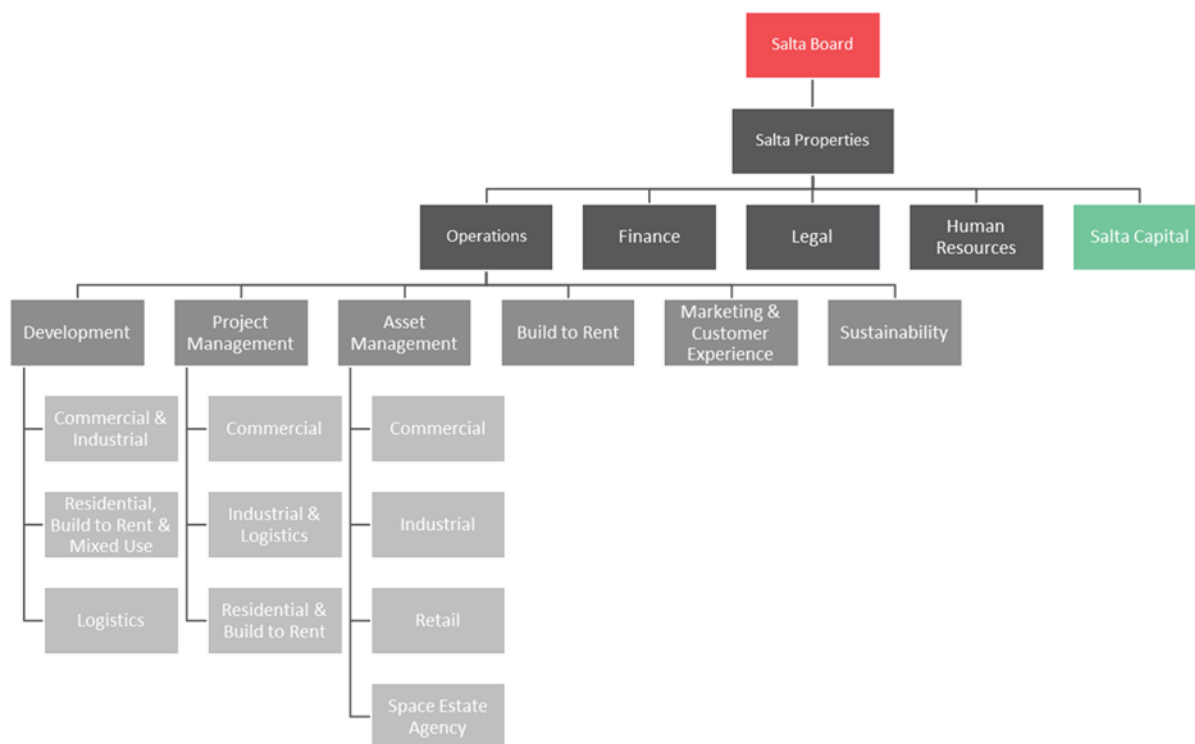 Salta Board
Salta Properties
Operations
Finance
Legal
Human
Resources
Salta Capital
Development
Project
Management
Asset
Management
Build to Rent
Marketing &
Customer
Experience
Sustainability
Commercial &
Industrial
Residential,
Build to Rent &
Mixed Use
Logistics
Commercial
Industrial &
Logistics
Residential &
Build to Rent
Commercial
Industrial
Retail
Space Estate
Agency